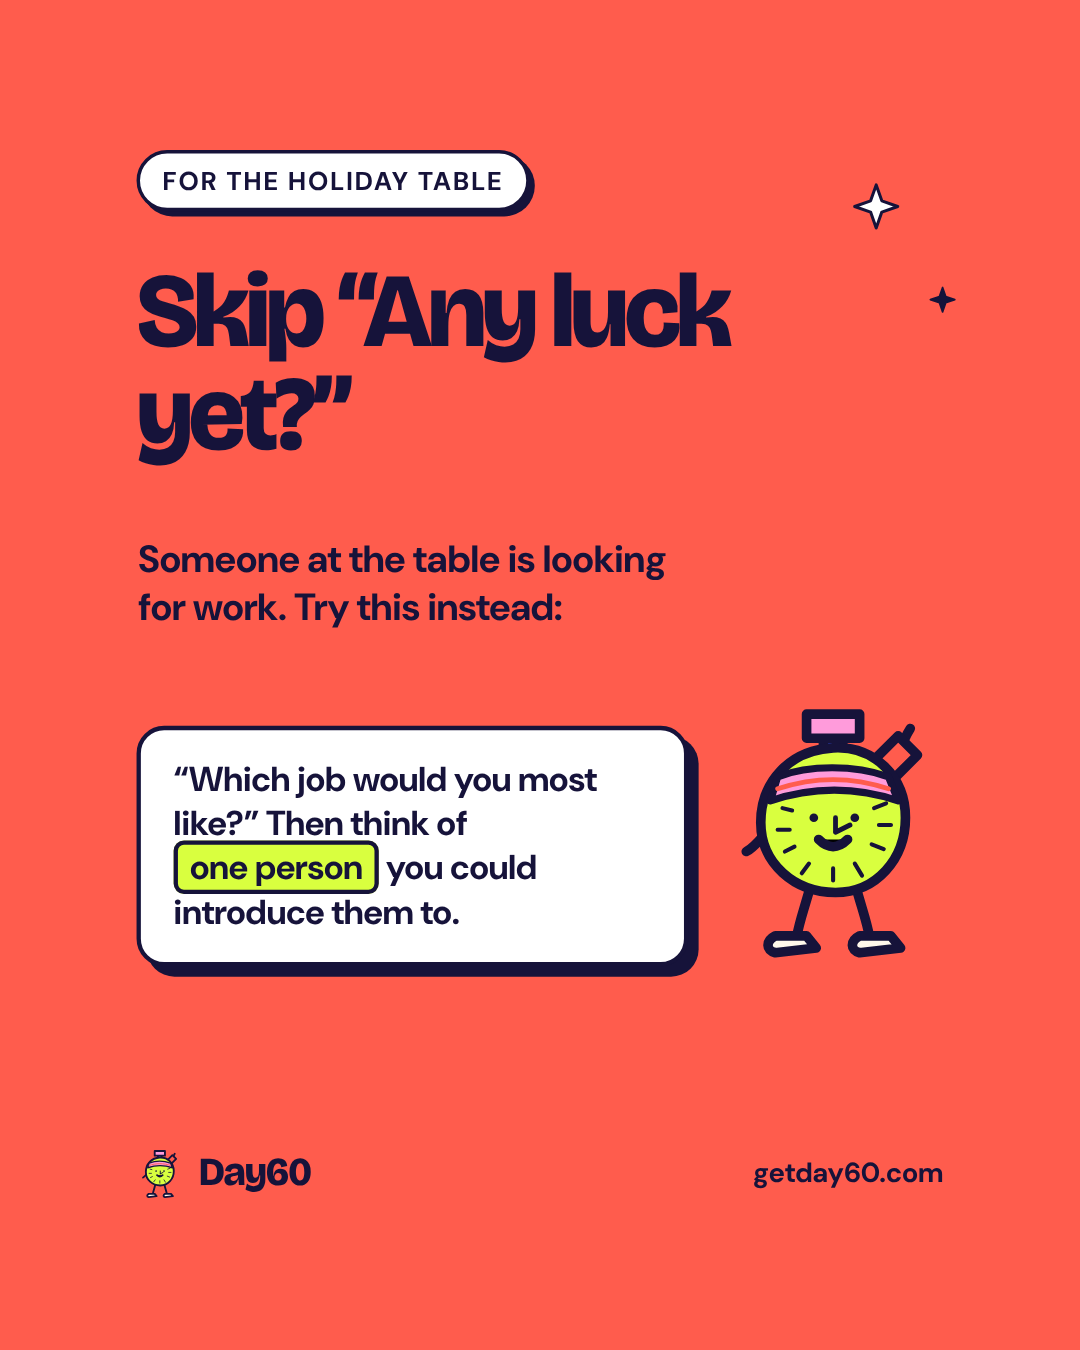 FOR THE HOLIDAY TABLE
Skip “Any luck
yet?”
Someone at the table is looking
for work. Try this instead:
“Which job would you most
like?” Then think of
one person you could
introduce them to.
Day60
getday60.com